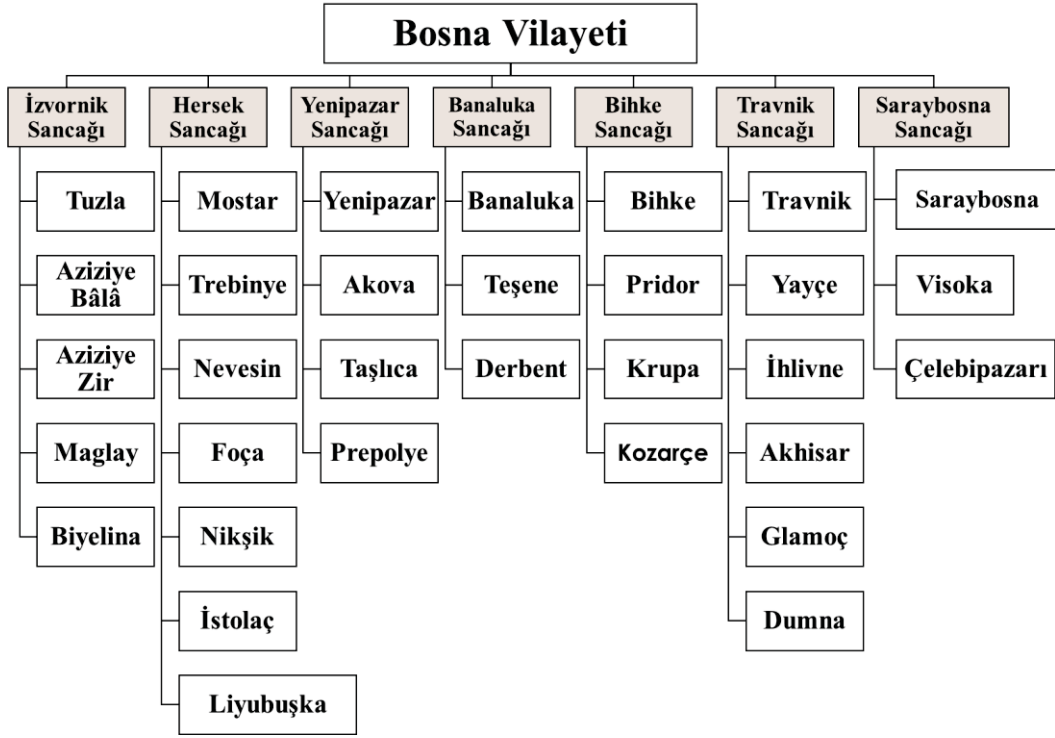 Bosna Vilayeti
İzvornik
Sancağı
Tuzla
Aziziye
Bâlâ
Aziziye
Zir
Maglay
Biyelina
Hersek
Sancağı
Mostar
Trebinye
Nevesin
Foça
Nikşik
İstolaç
Liyubuşka
Yenipazar
Sancağı
Yenipazar
Akova
Taşlıca
Prepolye
Banaluka
Sancağı
Banaluka
Teşene
Derbent
Bihke
Sancağı
Bihke
Pridor
Krupa
Kozarçe
Travnik
Sancağı
Travnik
Yayçe
İhlivne
Akhisar
Glamoç
Dumna
Saraybosna
Sancağı
Saraybosna
Visoka
Çelebipazarı